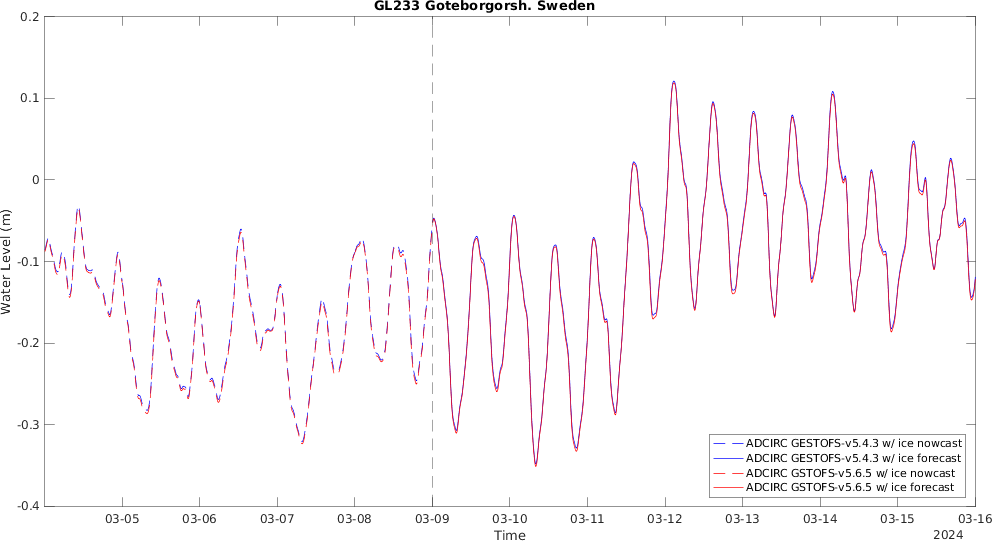 GL233 Goteborgorsh. Sweden
0.2
0.1
0
-0.1
-0.2
-0.3
-0.4
Water Level (m)
ADCIRC GESTOFS-v5.4.3 w/ ice nowcast
ADCIRC GESTOFS-v5.4.3 w/ ice forecast
ADCIRC GSTOFS-v5.6.5 w/ ice nowcast
ADCIRC GSTOFS-v5.6.5 w/ ice forecast
03-05 03-06 03-07 03-08 03-09 03-10 03-11 03-12 03-13 03-14 03-15 03-16
Time
2024